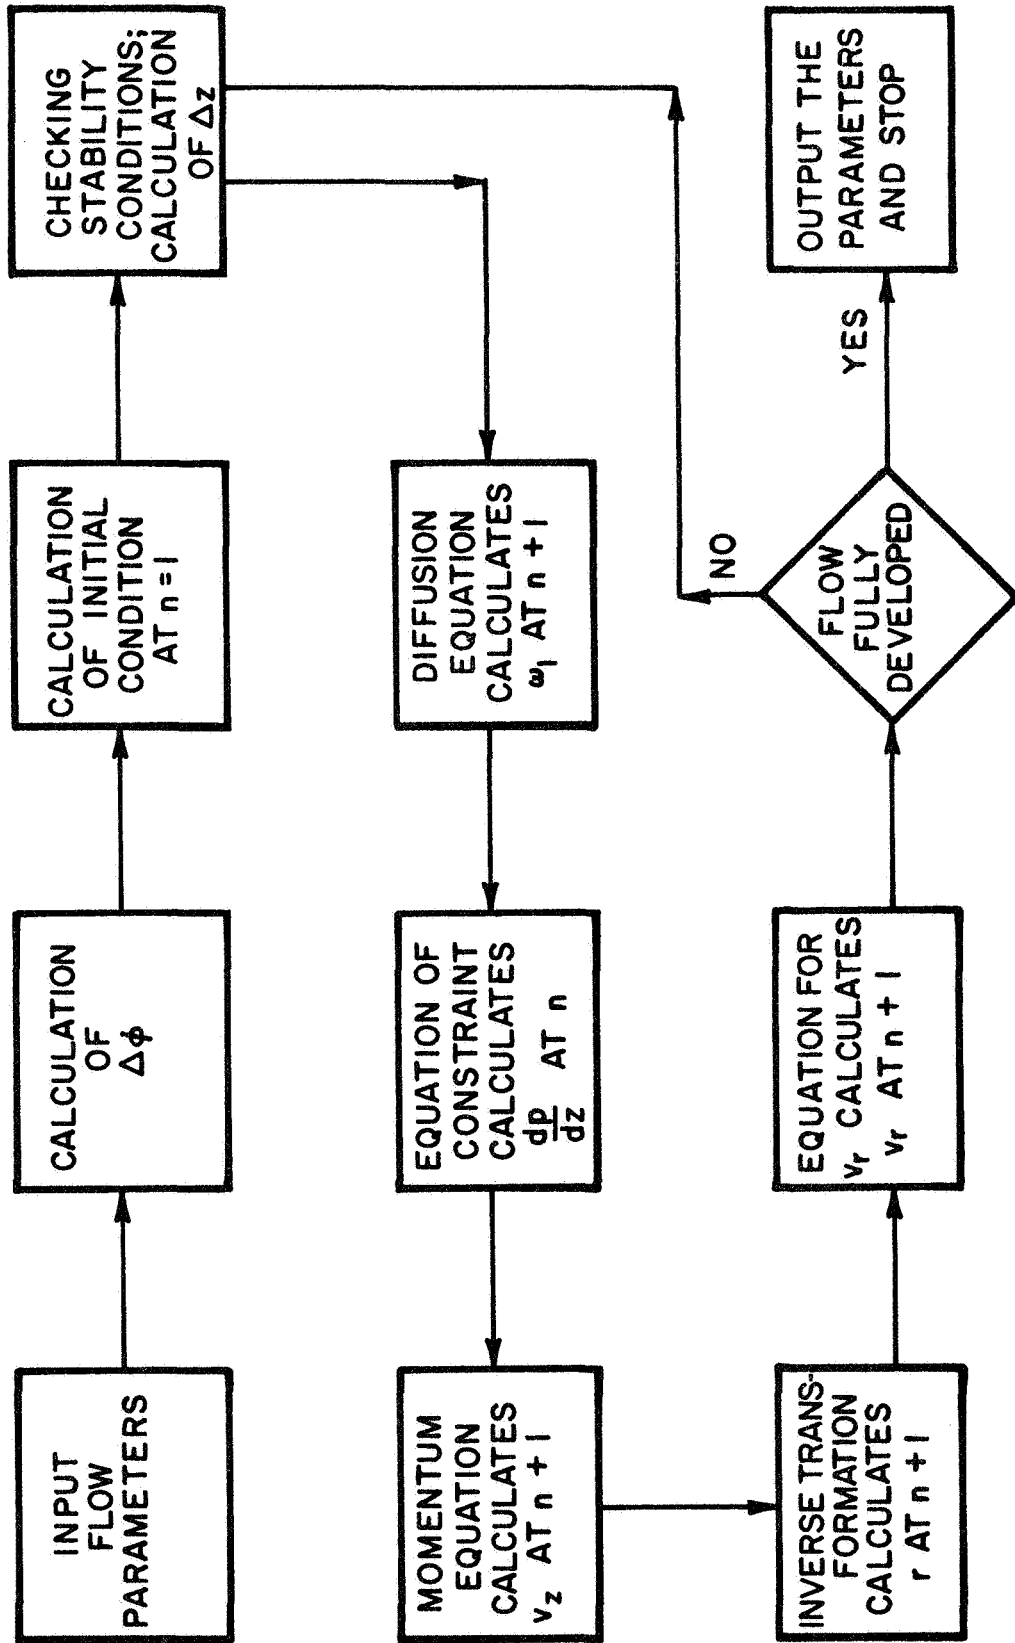 INPUT
FLOW
PARAMETERS
CALCULATION
OF
Δϕ
CALCULATION
OF INITIAL
CONDITION
AT n=1
CHECKING
STABILITY
CONDITIONS;
CALCULATION
OF Δz
DIFFUSION
EQUATION
CALCULATES
ω₁ AT n + 1
EQUATION OF
CONSTRAINT
CALCULATES
dp/dz AT n
MOMENTUM
EQUATION
CALCULATES
v_z AT n + 1
INVERSE TRANS-
FORMATION
CALCULATES
r AT n + 1
EQUATION FOR
v_r CALCULATES
v_r AT n + 1
FLOW
FULLY
DEVELOPED
NO
YES
OUTPUT THE
PARAMETERS
AND STOP